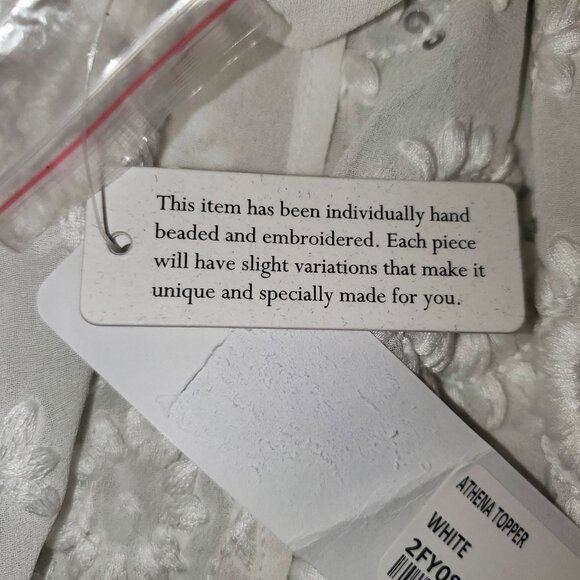 This item has been individually hand
beaded and embroidered. Each piece
will have slight variations that make it
unique and specially made for you.
ATHENA TOPPER
WHITE